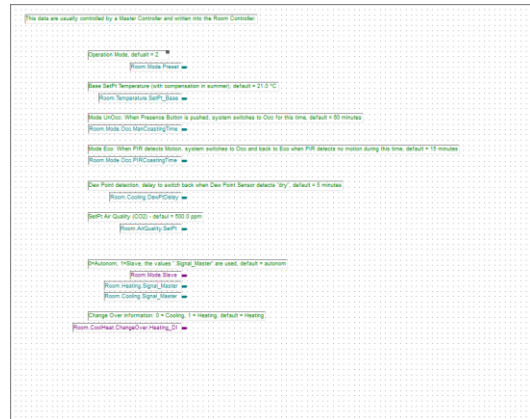 This data are usually controlled by a Master Controller and written into the Room Controller
Operation Mode, default = 2
Room.Mode.Preset
Base SetPt Temperature (with compensation in summer), default = 21.0 °C
Room.Temperature.SetPt_Base
Mode UnOcc: When Presence Button is pushed, system switches to Occ for this time, default = 60 minutes
Room.Mode.Occ.ManCoastingTime
Mode Eco: When PIR detects Motion, system switches to Occ and back to Eco when PIR detects no motion during this time, default = 15 minutes
Room.Mode.Occ.PIRCoastingTime
Dew Point detection, delay to switch back when Dew Point Sensor detects "dry", default = 5 minutes
Room.Cooling.DewPtDelay
SetPt Air Quality (CO2) - defaul = 500.0 ppm
Room.AirQuality.SetPt
0=Autonom, 1=Slave, the values ".Signal_Master" are used, default = autonom
Room.Mode.Slave
Room.Heating.Signal_Master
Room.Cooling.Signal_Master
Change Over information: 0 = Cooling, 1 = Heating, default = Heating
Room.CoolHeat.ChangeOver.Heating_DI